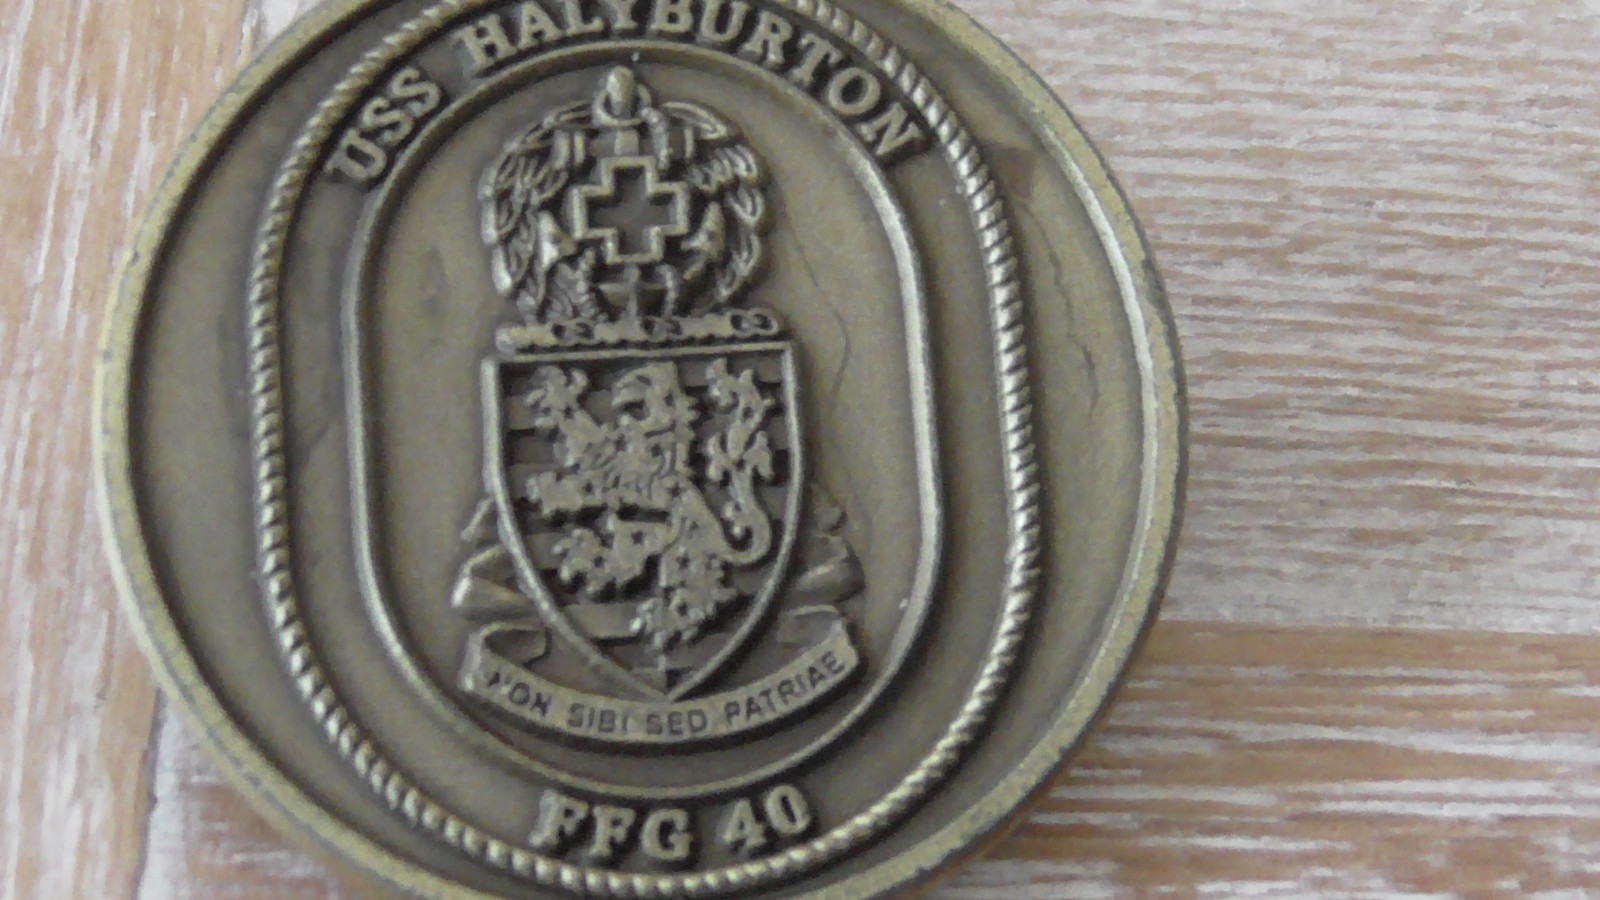 USS HALYBURTON
NON SIBI SED PATRIAE
FFG 40